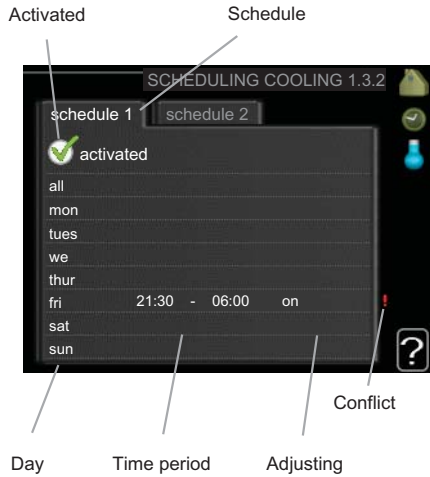 Activated Schedule
SCHEDULING COOLING 1.3.2
schedule 1 schedule 2
activated
all
mon
tues
we
thur
fri 21:30 - 06:00 on !
sat
sun
?
Conflict
Day Time period Adjusting